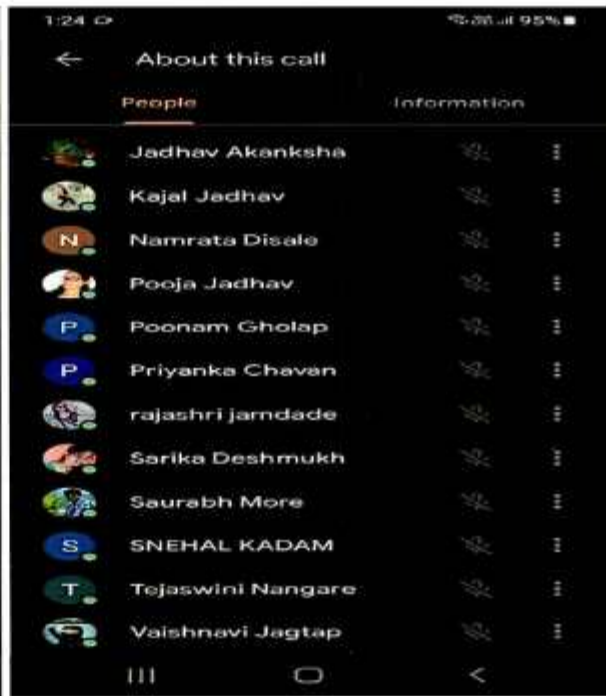 1:24 95%
About this call
People Information
Jadhav Akanksha
Kajal Jadhav
N Namrata Disale
Pooja Jadhav
P Poonam Gholap
P Priyanka Chavan
rajashri jamdade
Sarika Deshmukh
Saurabh More
S SNEHAL KADAM
T Tejaswini Nangare
Vaishnavi Jagtap